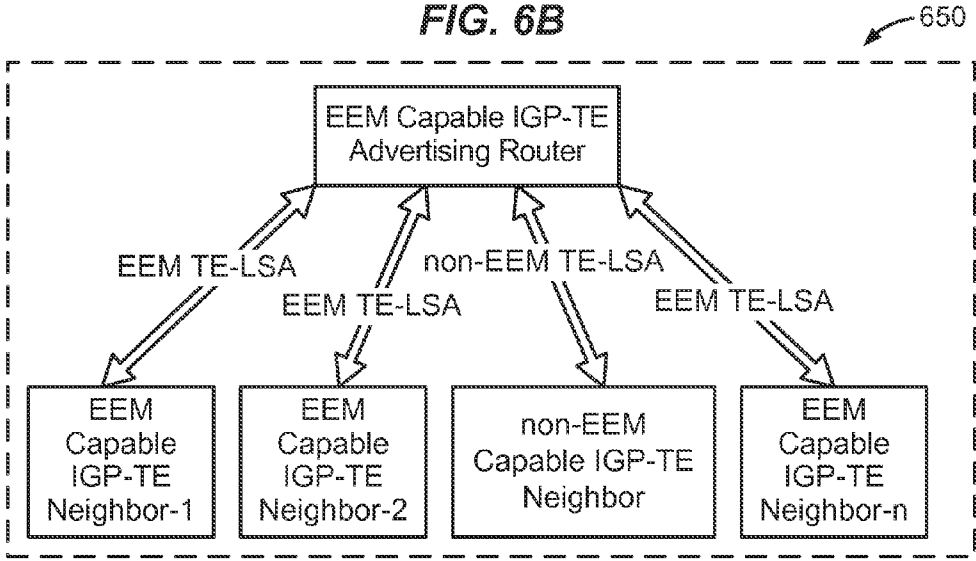 FIG. 6B
650
EEM Capable IGP-TE
Advertising Router
EEM TE-LSA
EEM TE-LSA
non-EEM TE-LSA
EEM TE-LSA
EEM
Capable
IGP-TE
Neighbor-1
EEM
Capable
IGP-TE
Neighbor-2
non-EEM
Capable IGP-TE
Neighbor
EEM
Capable
IGP-TE
Neighbor-n